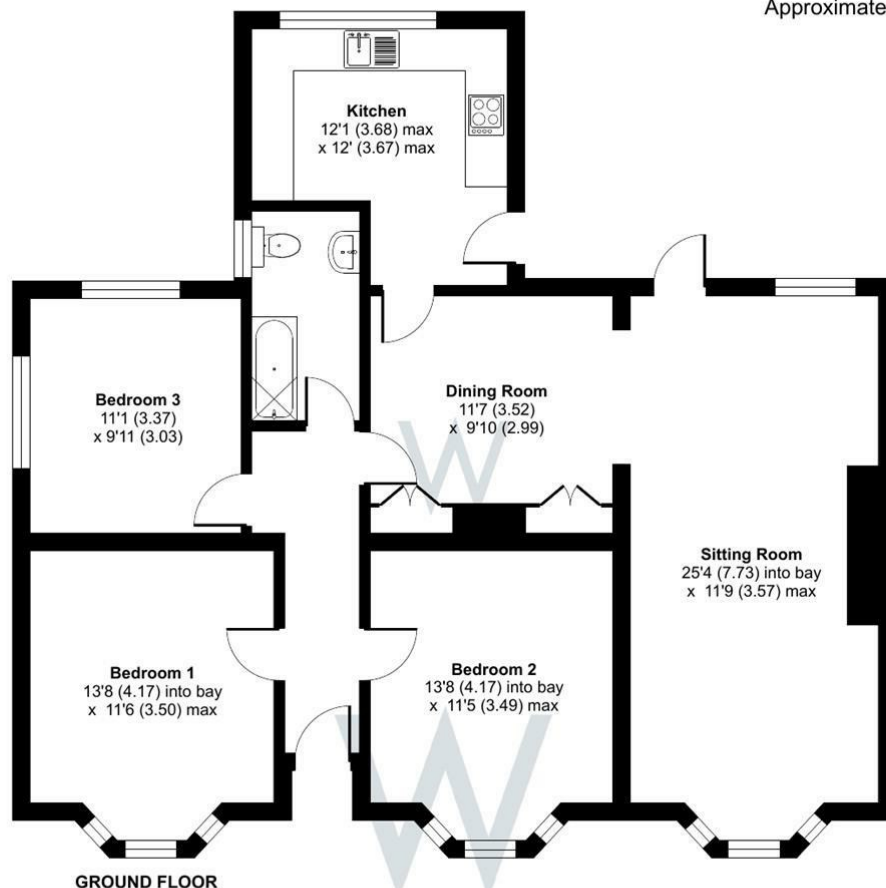 Approximate
Kitchen
12'1 (3.68) max
x 12' (3.67) max
Bedroom 3
11'1 (3.37)
x 9'11 (3.03)
Dining Room
11'7 (3.52)
x 9'10 (2.99)
Sitting Room
25'4 (7.73) into bay
x 11'9 (3.57) max
Bedroom 1
13'8 (4.17) into bay
x 11'6 (3.50) max
Bedroom 2
13'8 (4.17) into bay
x 11'5 (3.49) max
W
W
GROUND FLOOR